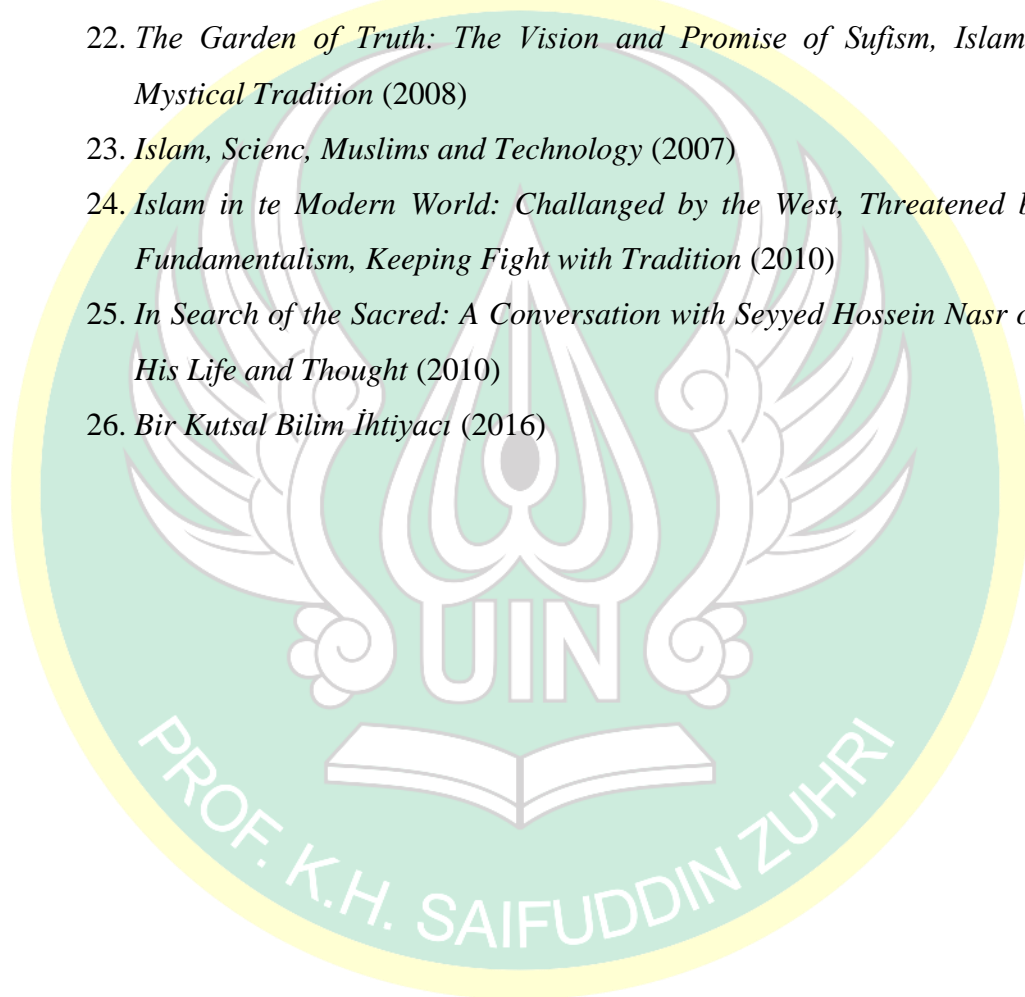 22. The Garden of Truth: The Vision and Promise of Sufism, Islam
Mystical Tradition (2008)
23. Islam, Scienc, Muslims and Technology (2007)
24. Islam in te Modern World: Challanged by the West, Threatened
Fundamentalism, Keeping Fight with Tradition (2010)
25. In Search of the Sacred: A Conversation with Seyyed Hossein Nasr
His Life and Thought (2010)
26. Bir Kutsal Bilim İhtiyacı (2016)
UIN
PROF. K.H. SAIFUDDIN ZUHRI